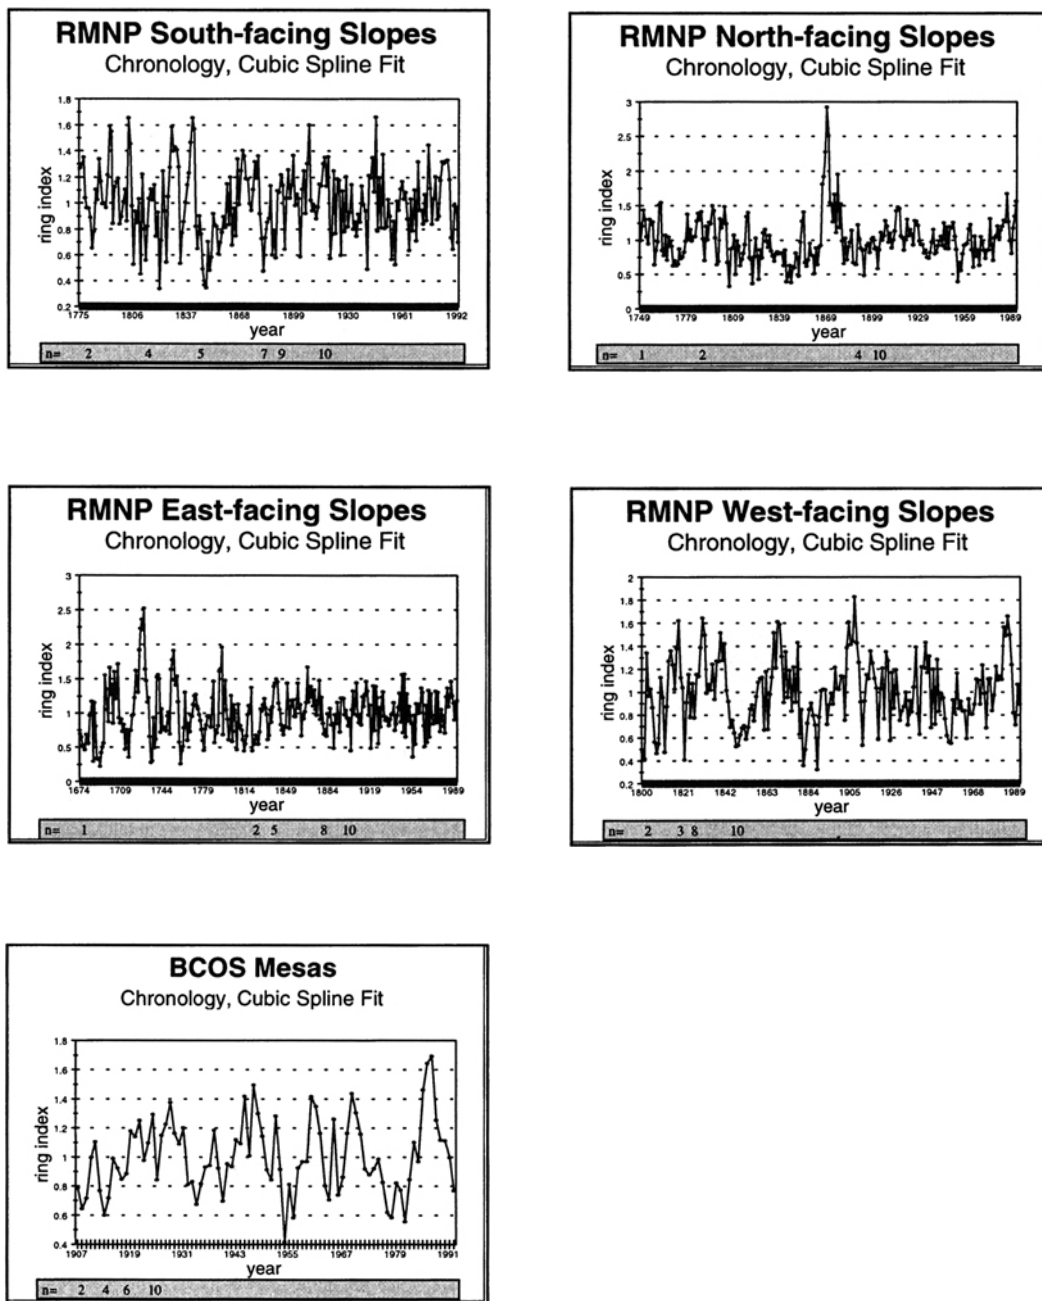 RMNP South-facing Slopes
Chronology, Cubic Spline Fit
ring index
1.8
1.6
1.4
1.2
1
0.8
0.6
0.4
0.2
1775 1806 1837 1868 1899 1930 1961 1992
year
n= 2 4 5 7 9 10
RMNP North-facing Slopes
Chronology, Cubic Spline Fit
ring index
3
2.5
2
1.5
1
0.5
0
1749 1779 1809 1839 1869 1899 1929 1959 1989
year
n= 1 2 4 10
RMNP East-facing Slopes
Chronology, Cubic Spline Fit
ring index
3
2.5
2
1.5
1
0.5
0
1674 1709 1744 1779 1814 1849 1884 1919 1954 1989
year
n= 1 2 5 8 10
RMNP West-facing Slopes
Chronology, Cubic Spline Fit
ring index
2
1.8
1.6
1.4
1.2
1
0.8
0.6
0.4
0.2
1800 1821 1842 1863 1884 1905 1926 1947 1968 1989
year
n= 2 3 8 10
BCOS Mesas
Chronology, Cubic Spline Fit
ring index
1.8
1.6
1.4
1.2
1
0.8
0.6
0.4
1907 1919 1931 1943 1955 1967 1979 1991
year
n= 2 4 6 10